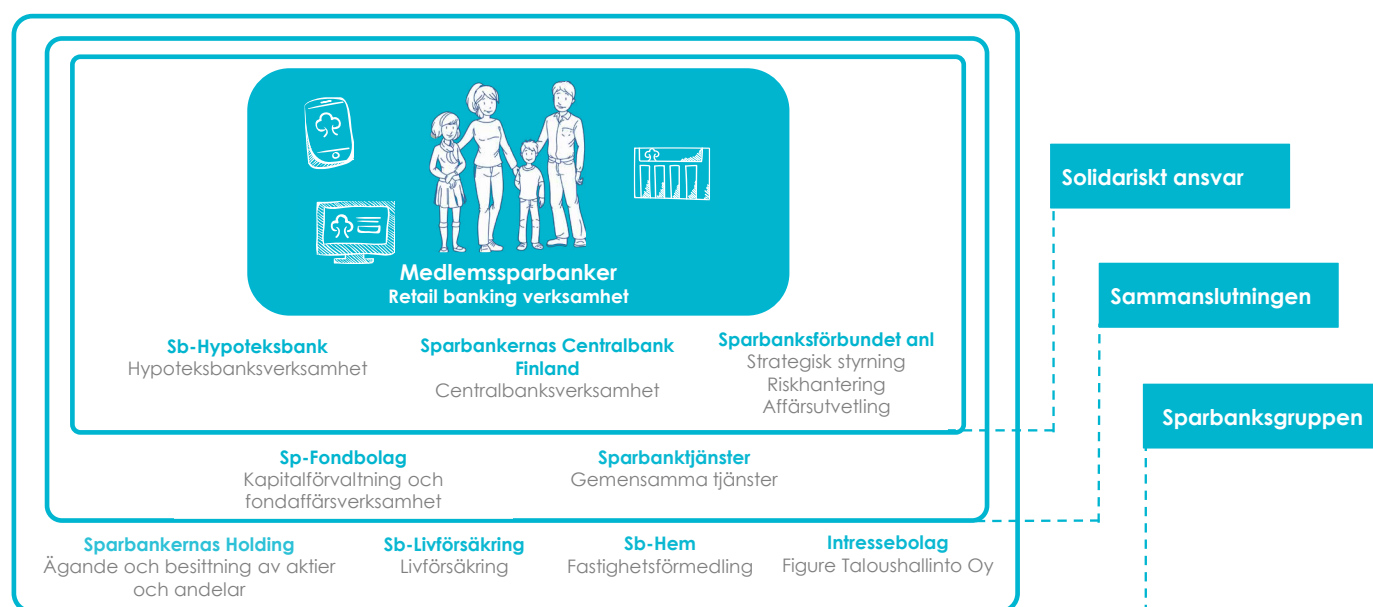 Medlemssparbanker
Retail banking verksamhet
Sb-Hypoteksbank
Hypoteksbanksverksamhet
Sparbankernas Centralbank
Finland
Centralbanksverksamhet
Sparbanksförbundet anl
Strategisk styrning
Riskhantering
Affärsutvetling
Sp-Fondbolag
Kapitalförvaltning och
fondaffärsverksamhet
Sparbanktjänster
Gemensamma tjänster
Sparbankernas Holding
Ägande och besittning av aktier
och andelar
Sb-Livförsäkring
Livförsäkring
Sb-Hem
Fastighetsförmedling
Intressebolag
Figure Taloushallinto Oy
Solidariskt ansvar
Sammanslutningen
Sparbanksgruppen